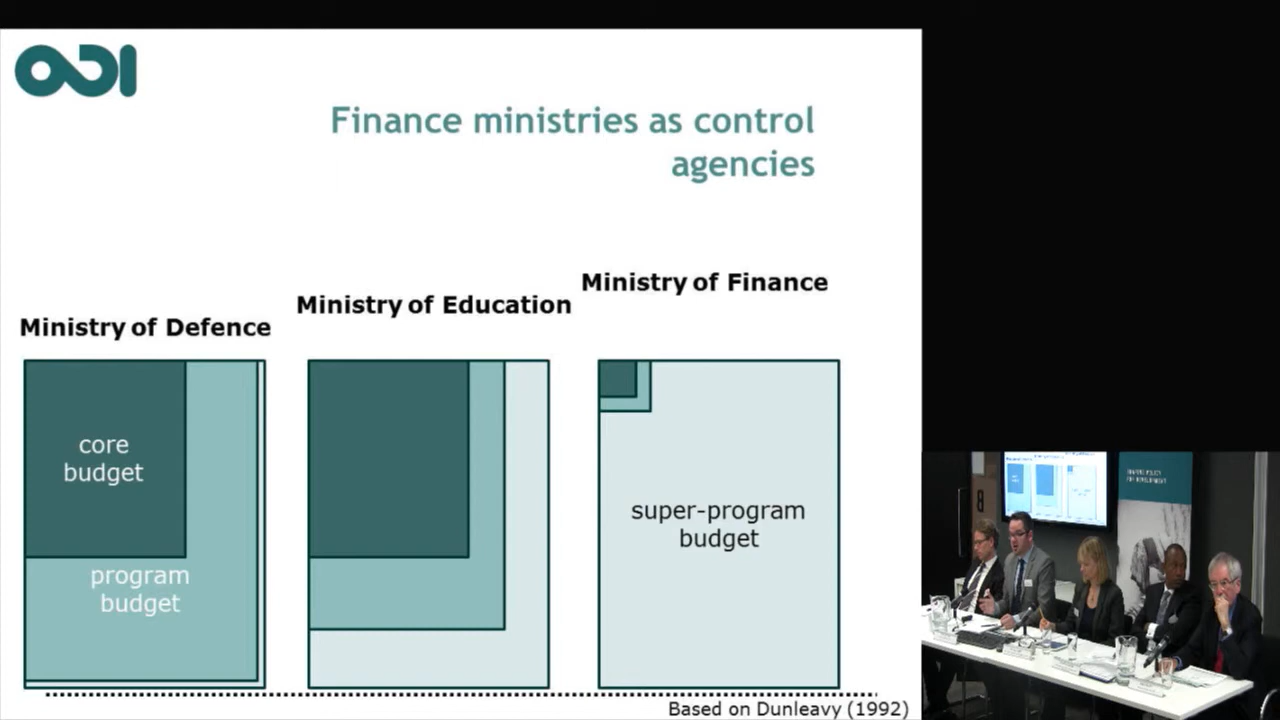 ODI
Finance ministries as control
agencies
Ministry of Defence
Ministry of Education
Ministry of Finance
core
budget
program
budget
super-program
budget
Based on Dunleavy (1992)
8